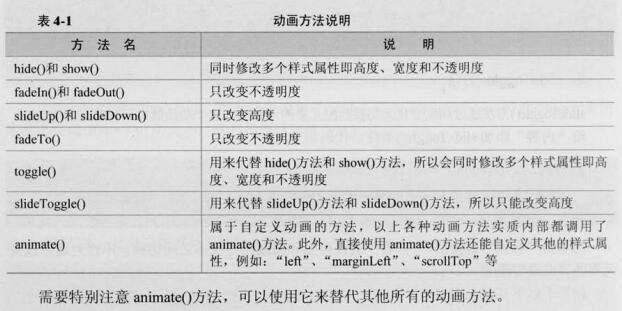 表 4-1 动画方法说明
方 法 名 说 明
hide()和 show() 同时修改多个样式属性即高度、宽度和不透明度
fadeIn()和 fadeOut() 只改变不透明度
slideUp()和 slideDown() 只改变高度
fadeTo() 只改变不透明度
toggle() 用来代替 hide()方法和 show()方法，所以会同时修改多个样式属性即高
度、宽度和不透明度
slideToggle() 用来代替 slideUp()方法和 slideDown()方法，所以只能改变高度
animate() 属于自定义动画的方法，以上各种动画方法实质内部都调用了
animate()方法。此外，直接使用 animate()方法还能自定义其他的样式属
性，例如：“left”、“marginLeft”、“scrollTop”等
需要特别注意 animate()方法，可以使用它来替代其他所有的动画方法。